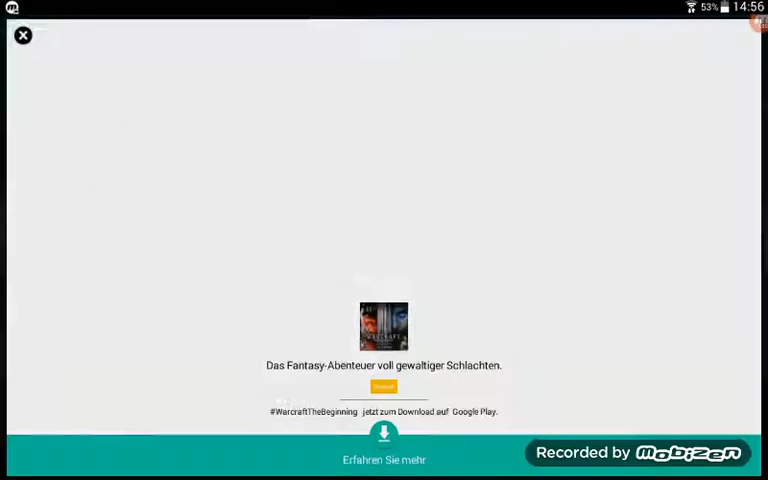 53% 14:56
WARCRAFT
Das Fantasy-Abenteuer voll gewaltiger Schlachten.
#WarcraftTheBeginning jetzt zum Download auf Google Play.
Erfahren Sie mehr
Recorded by mobizen